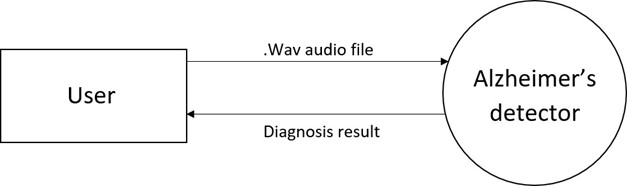 .Wav audio file
User
Alzheimer's
detector
Diagnosis result